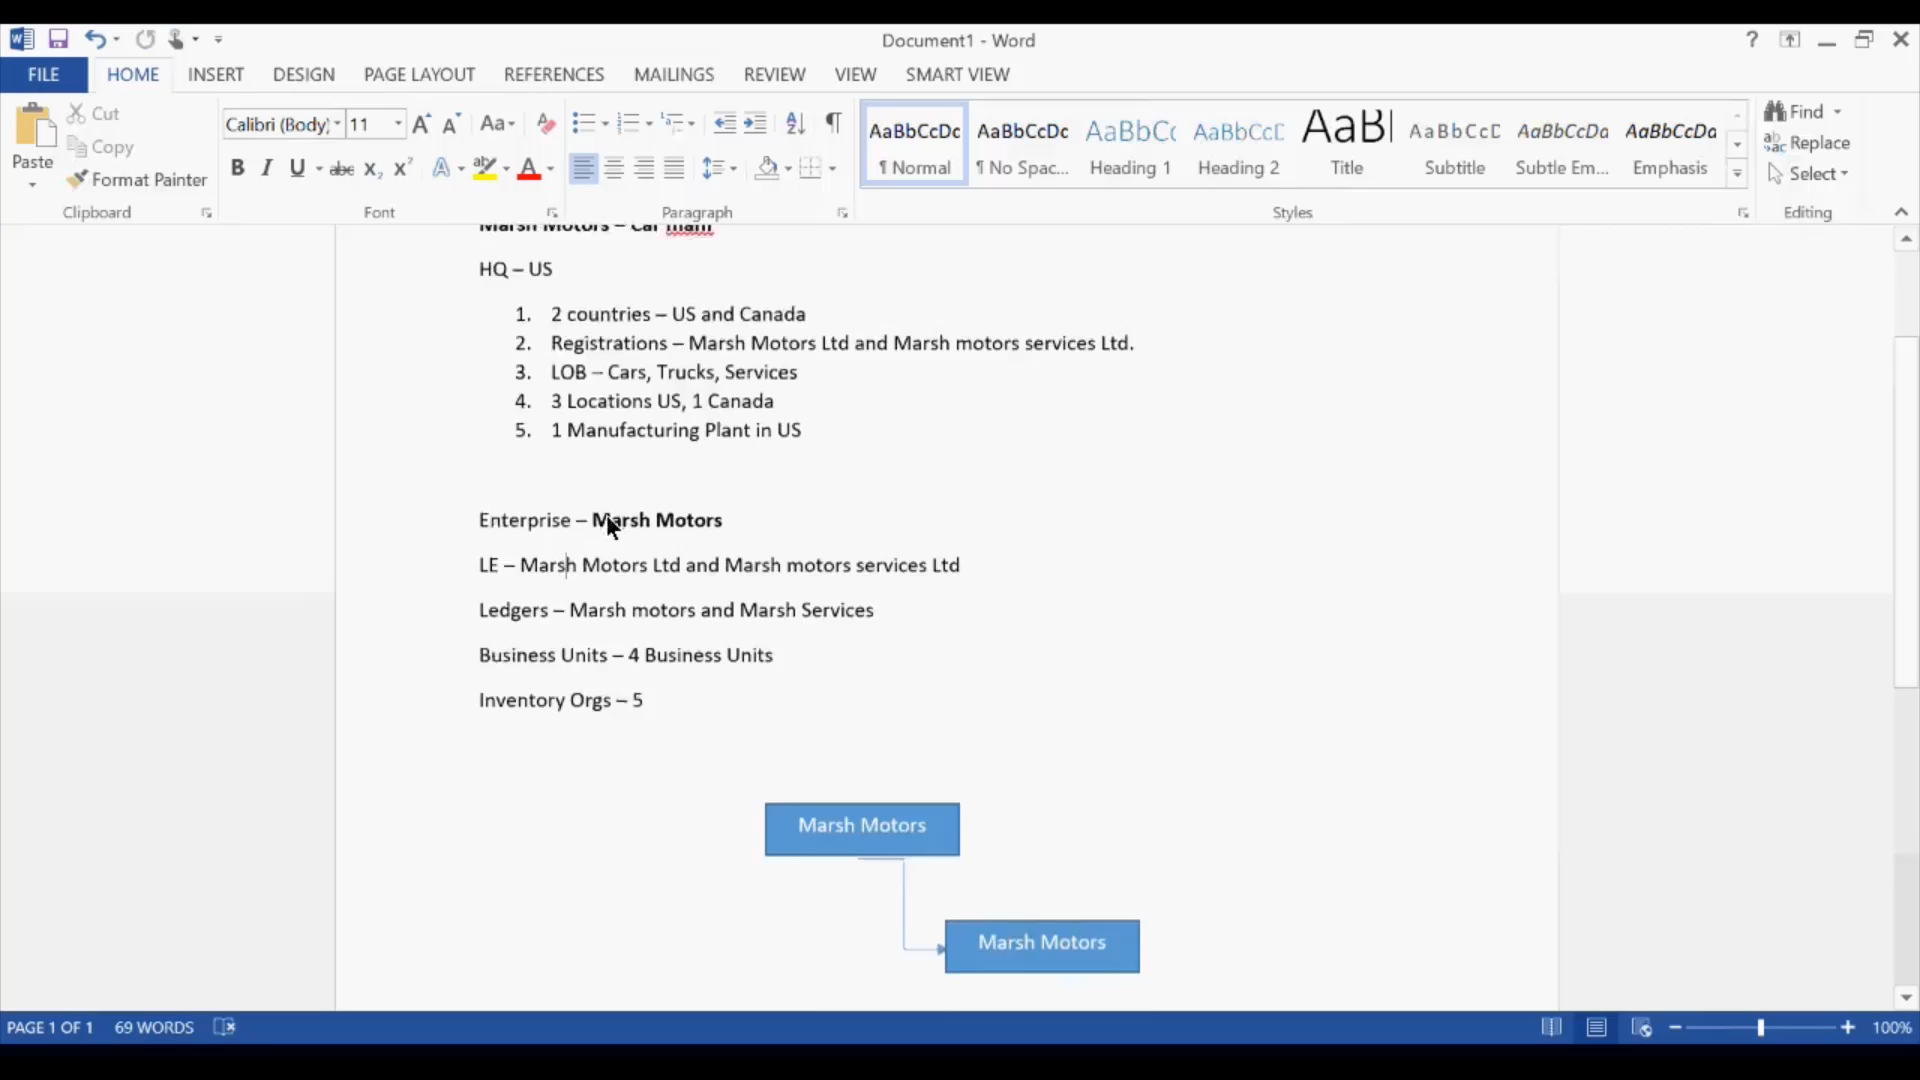 Document1 - Word
FILE HOME INSERT DESIGN PAGE LAYOUT REFERENCES MAILINGS REVIEW VIEW SMART VIEW
Paste
Cut
Copy
Format Painter
Clipboard
Calibri (Body)
11
Font
Paragraph
AaBbCcDc AaBbCcDc AaBbCc AaBbCcD AaBl AaBbCcD AaBbCcDa AaBbCcDa
¶ Normal ¶ No Spac... Heading 1 Heading 2 Title Subtitle Subtle Em... Emphasis
Styles
Find
Replace
Select
Editing
Marsh Motors – Car
HQ – US
1. 2 countries – US and Canada
2. Registrations – Marsh Motors Ltd and Marsh motors services Ltd.
3. LOB – Cars, Trucks, Services
4. 3 Locations US, 1 Canada
5. 1 Manufacturing Plant in US
Enterprise – Marsh Motors
LE – Marsh Motors Ltd and Marsh motors services Ltd
Ledgers – Marsh motors and Marsh Services
Business Units – 4 Business Units
Inventory Orgs – 5
Marsh Motors
Marsh Motors
PAGE 1 OF 1 69 WORDS
100%